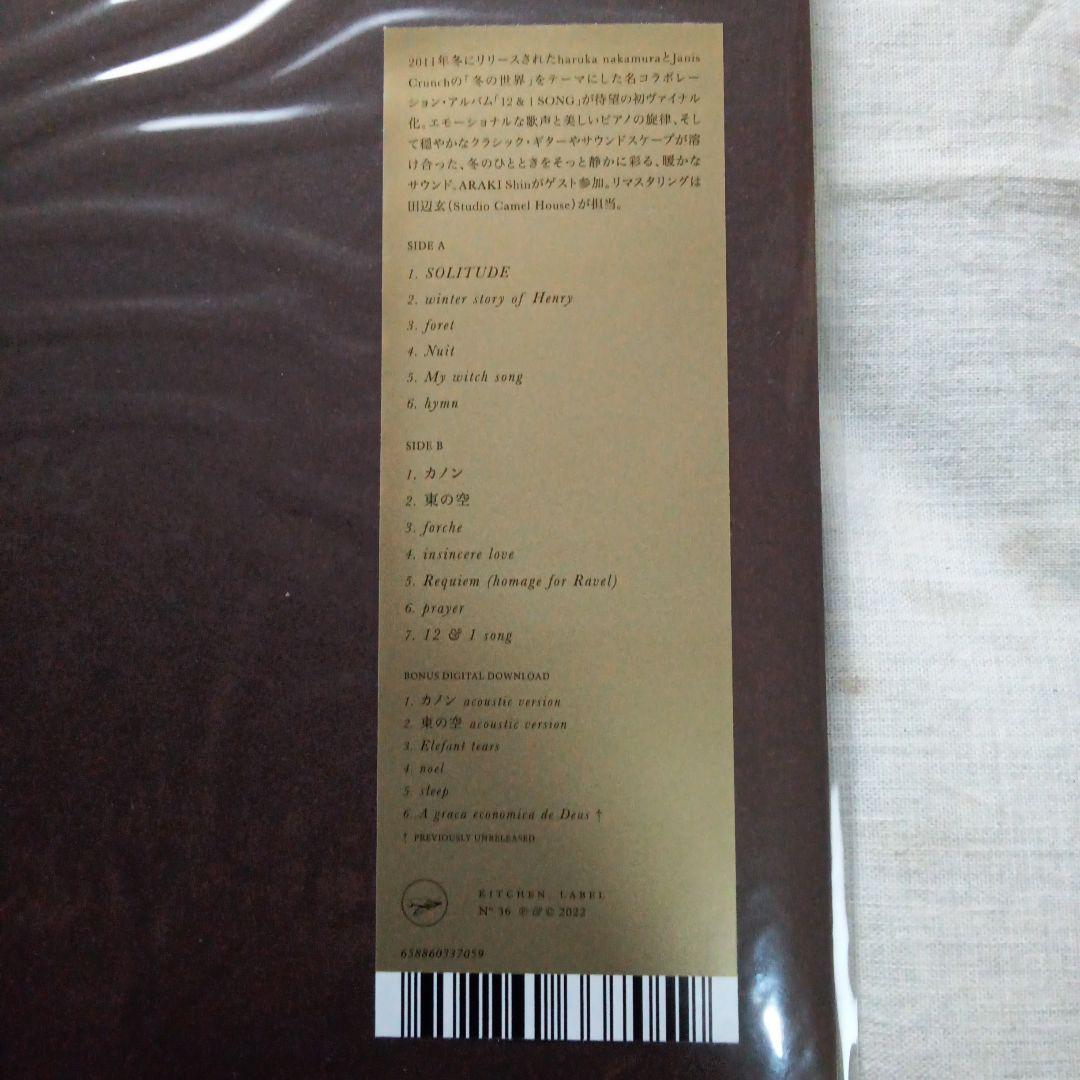 2011年冬にリリースされたharuka nakamuraとJanis
Crunchの「冬の世界」をテーマにした名コラボレー
ション・アルバム「12 & 1 SONG」が待望の初ヴァイナル
化。エモーショナルな歌声と美しいピアノの旋律、そし
て穏やかなクラシック・ギターやサウンドスケープが溶
け合った、冬のひとときをそっと静かに彩る、暖かな
サウンド。ARAKI Shinがゲスト参加。リマスタリングは
田辺玄(Studio Camel House)が担当。
SIDE A
1. SOLITUDE
2. winter story of Henry
3. foret
4. Nuit
5. My witch song
6. hymn
SIDE B
1. カノン
2. 東の空
3. forche
4. insincere love
5. Requiem (homage for Ravel)
6. prayer
7. 12 & 1 song
BONUS DIGITAL DOWNLOAD
1. カノン acoustic version
2. 東の空 acoustic version
3. Elefant tears
4. noel
5. sleep
6. A graca economica de Deus †
† PREVIOUSLY UNRELEASED
KITCHEN. LABEL
Nº 36 ℗ & © 2022
658860337059